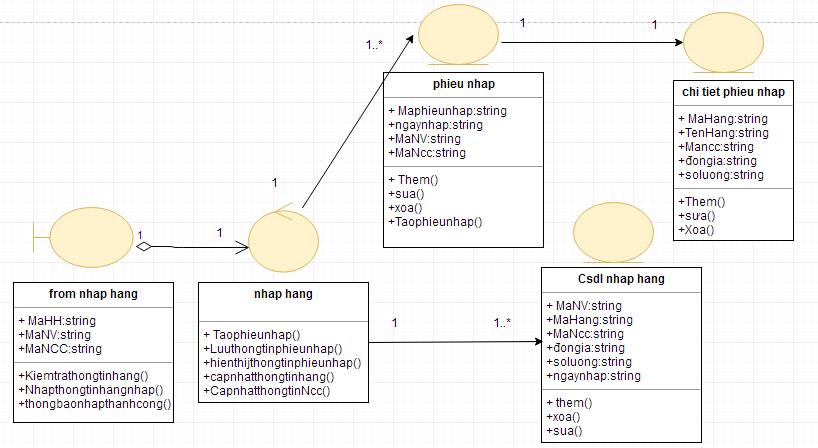 1
1
1..*
phieu nhap
+ Maphieunhap:string
+ngaynhap:string
+MaNV:string
+MaNcc:string
+ Them()
+sua()
+xoa()
+Taophieunhap()
chi tiet phieu nhap
+ MaHang:string
+TenHang:string
+Mancc:string
+đongia:string
+soluong:string
+Them()
+sưa()
+Xoa()
1
1
1
from nhap hang
+ MaHH:string
+MaNV:string
+MaNCC:string
+Kiemtrathongtinhang()
+Nhapthongtinhangnhap()
+thongbaonhapthanhcong()
nhap hang
+ Taophieunhap()
+Luuthongtinphieunhap()
+hienthijthongtinphieunhap()
+capnhatthongtinhang()
+CapnhatthongtinNcc()
1
1..*
Csdl nhap hang
+ MaNV:string
+MaHang:string
+MaNcc:string
+đongia:string
+soluong:string
+ngaynhap:string
+ them()
+xoa()
+sua()